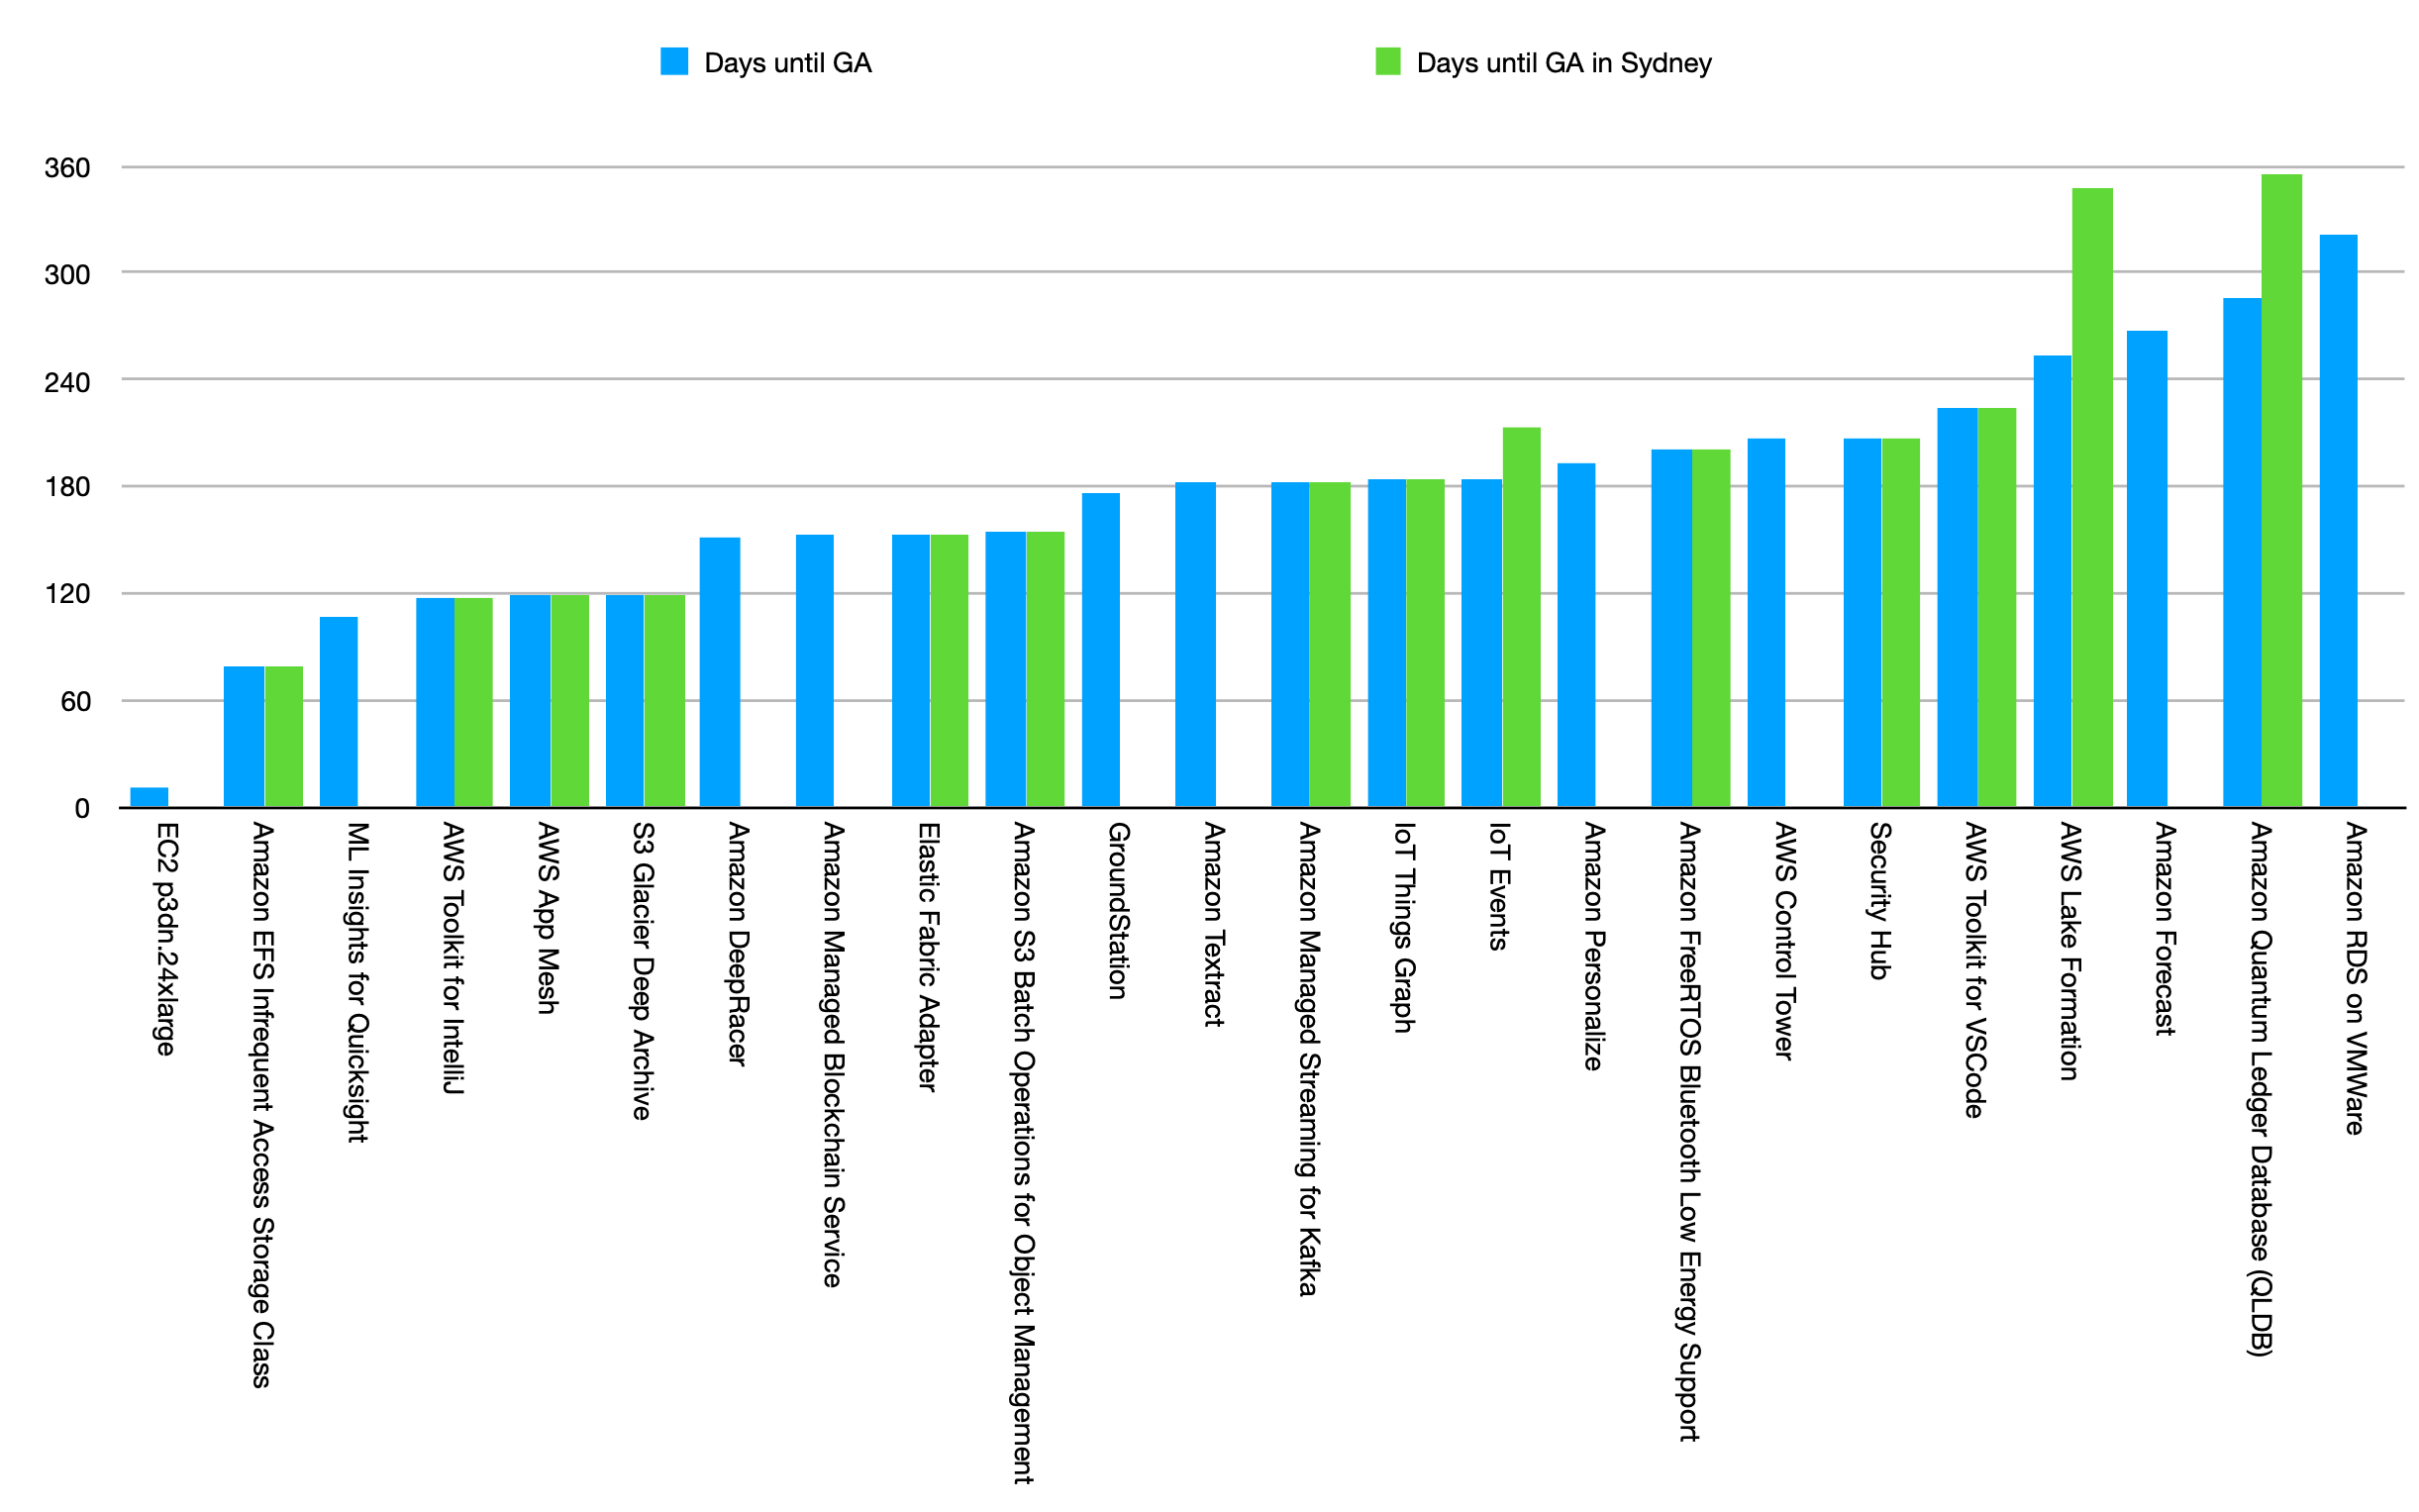 Days until GA
Days until GA in Sydney
360
300
240
180
120
60
0
EC2 p3dn.24xlarge
Amazon EFS Infrequent Access Storage Class
ML Insights for Quicksight
AWS Toolkit for IntelliJ
AWS App Mesh
S3 Glacier Deep Archive
Amazon DeepRacer
Amazon Managed Blockchain Service
Elastic Fabric Adapter
Amazon S3 Batch Operations for Object Management
GroundStation
Amazon Textract
Amazon Managed Streaming for Kafka
IoT Things Graph
IoT Events
Amazon Personalize
Amazon FreeRTOS Bluetooth Low Energy Support
AWS Control Tower
Security Hub
AWS Toolkit for VSCode
AWS Lake Formation
Amazon Forecast
Amazon Quantum Ledger Database (QLDB)
Amazon RDS on VMWare